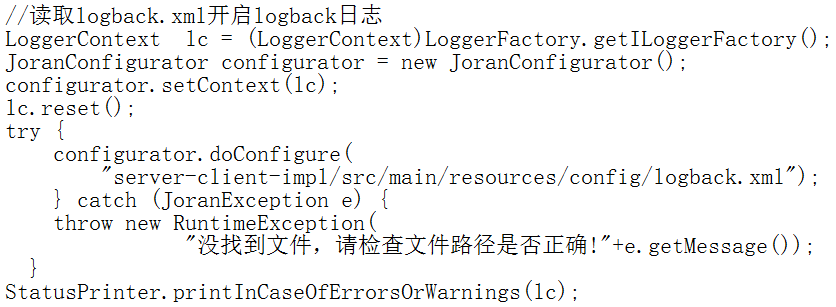 //读取logback.xml开启logback日志
LoggerContext  lc = (LoggerContext)LoggerFactory.getILoggerFactory();
JoranConfigurator configurator = new JoranConfigurator();
configurator.setContext(lc);
lc.reset();
try {
    configurator.doConfigure(
        "server-client-impl/src/main/resources/config/logback.xml");
    } catch (JoranException e) {
    throw new RuntimeException(
               "没找到文件，请检查文件路径是否正确!"+e.getMessage());
  }
StatusPrinter.printInCaseOfErrorsOrWarnings(lc);